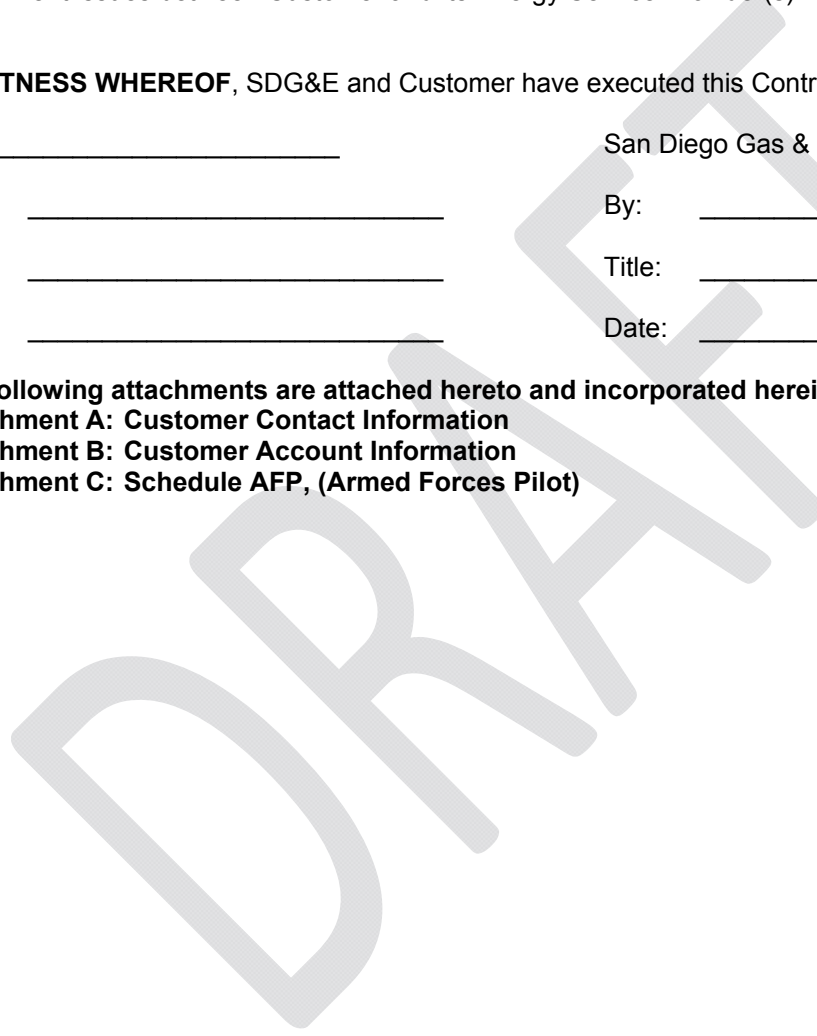 TNESS WHEREOF, SDG&E and Customer have executed this Contr
San Diego Gas &
By:
Title:
Date:
ollowing attachments are attached hereto and incorporated herei
hment A: Customer Contact Information
hment B: Customer Account Information
hment C: Schedule AFP, (Armed Forces Pilot)
DRAFT